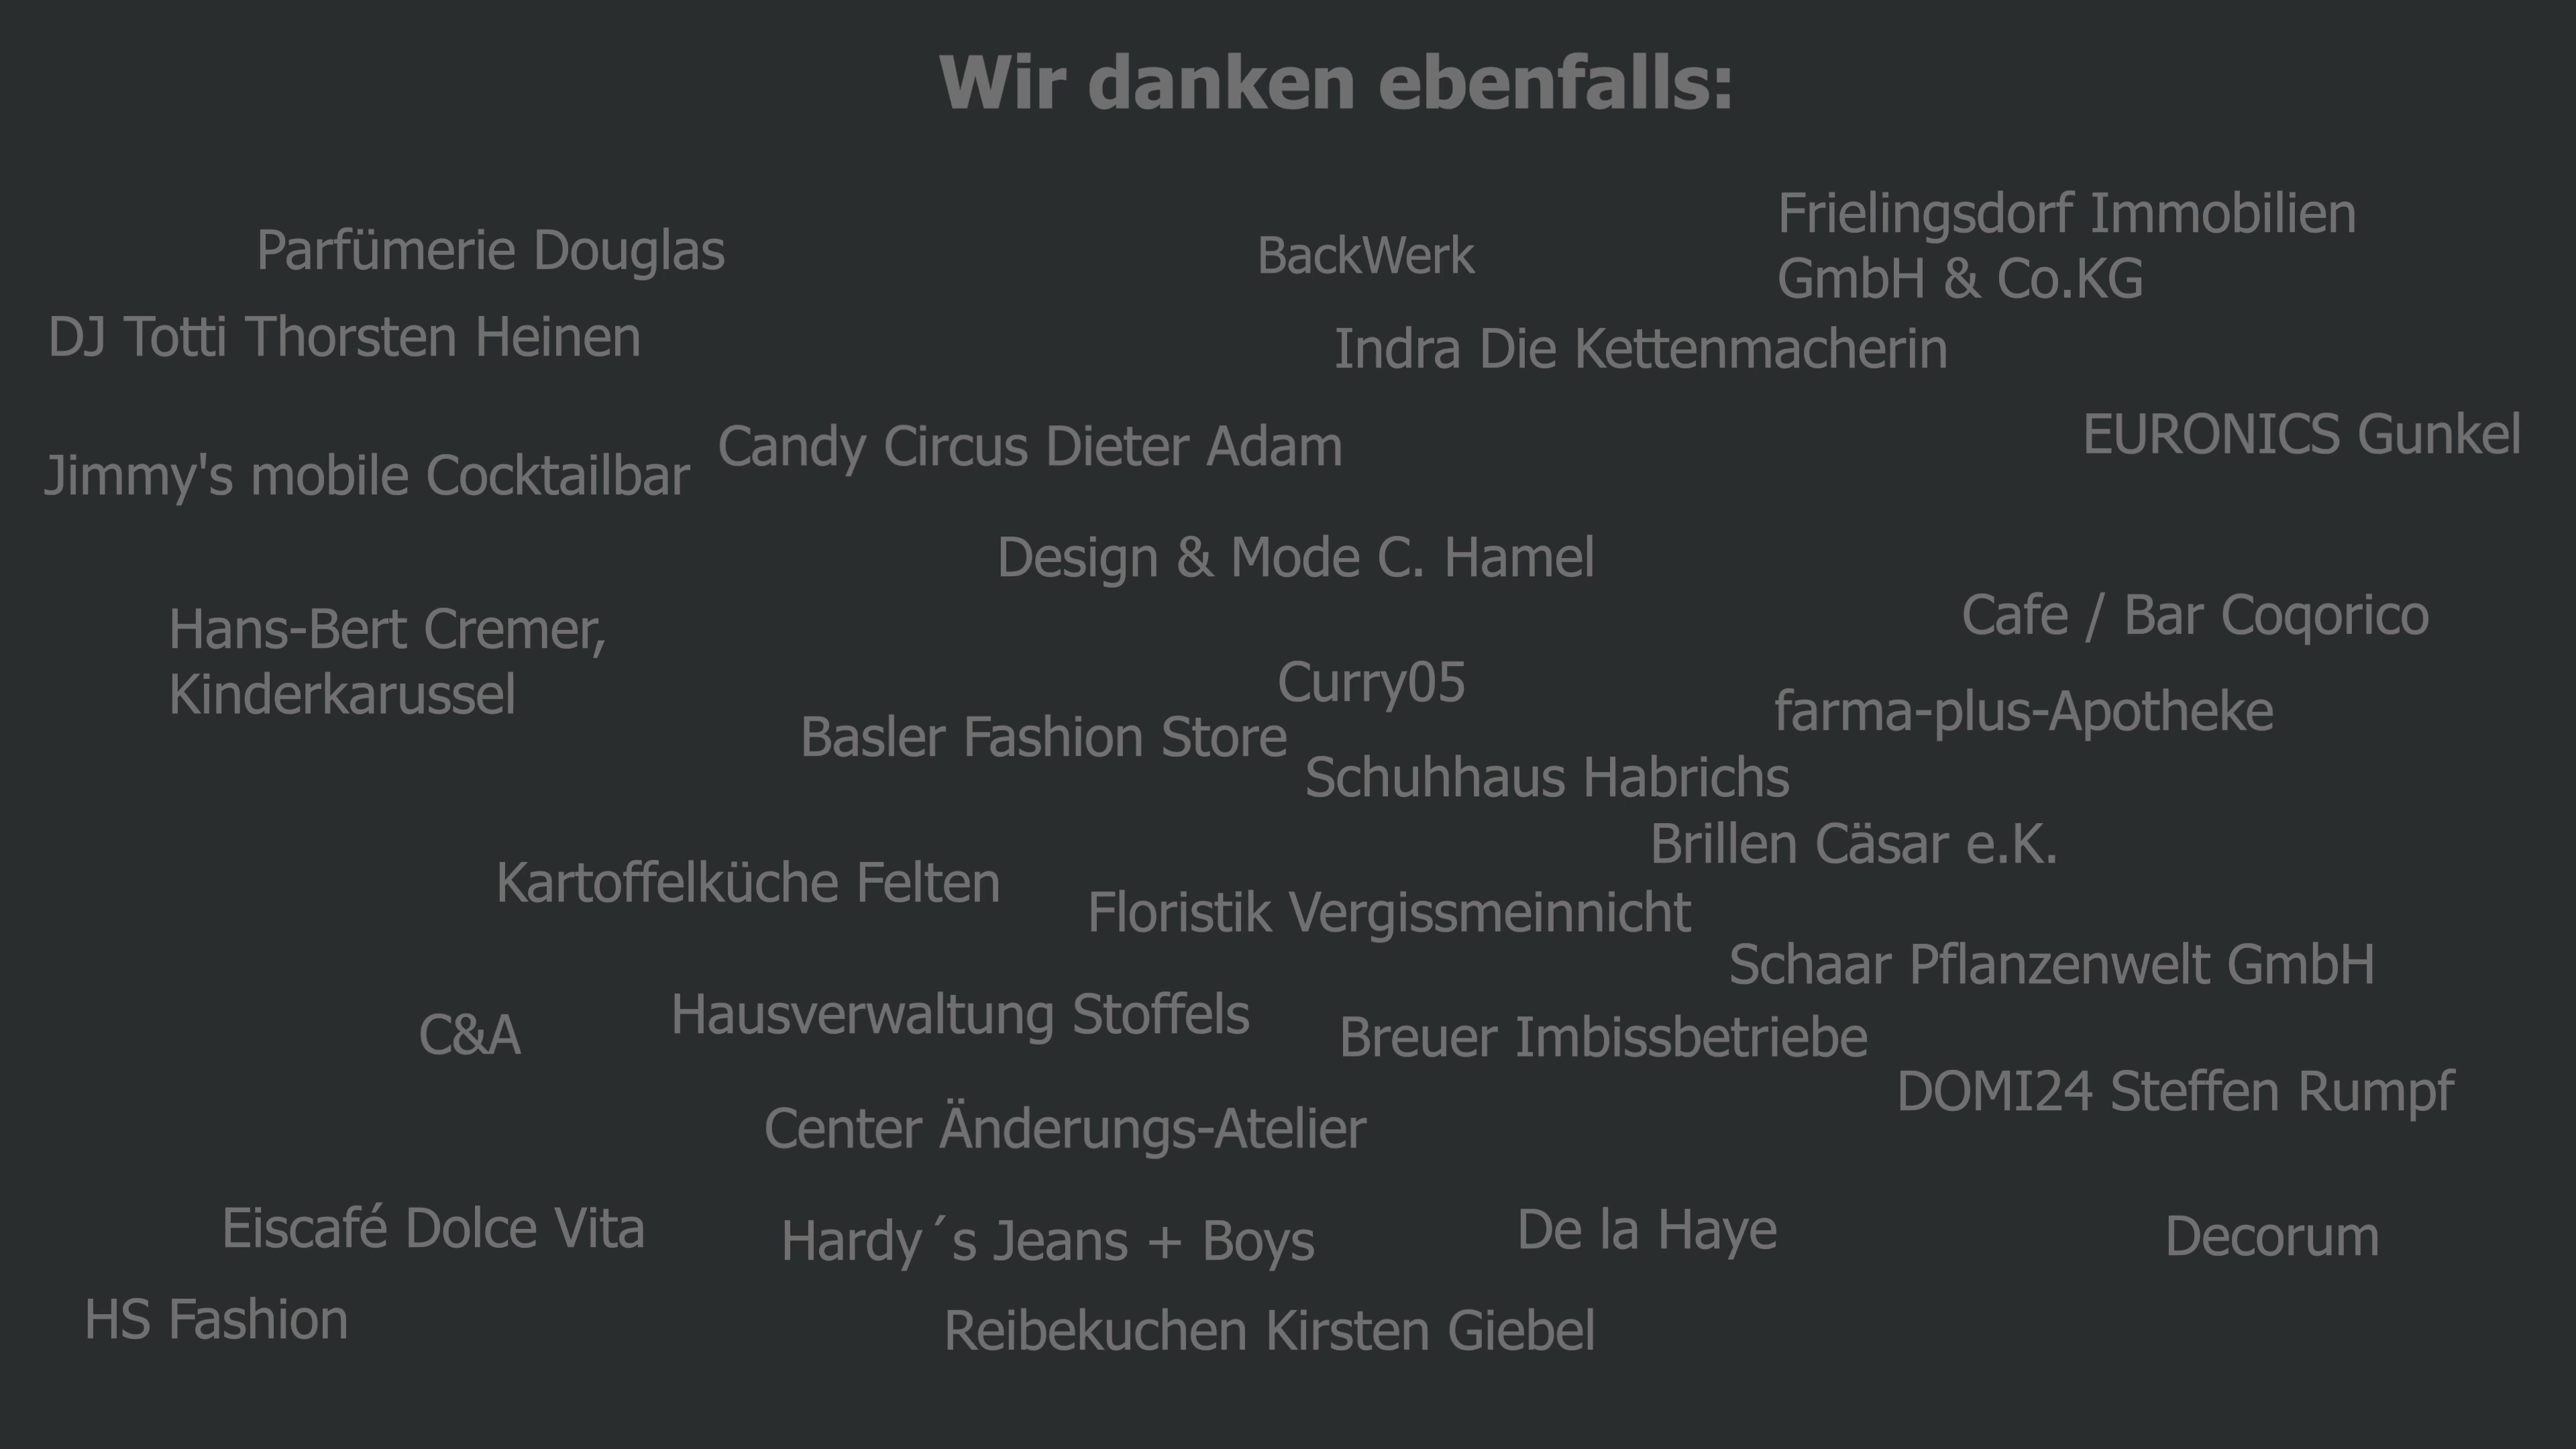 Wir danken ebenfalls:
Frielingsdorf Immobilien
GmbH & Co.KG
Parfümerie Douglas
BackWerk
DJ Totti Thorsten Heinen
Indra Die Kettenmacherin
EURONICS Gunkel
Candy Circus Dieter Adam
Jimmy's mobile Cocktailbar
Design & Mode C. Hamel
Cafe / Bar Coqorico
Hans-Bert Cremer,
Kinderkarussel
Curry05
farma-plus-Apotheke
Basler Fashion Store
Schuhhaus Habrichs
Brillen Cäsar e.K.
Kartoffelküche Felten
Floristik Vergissmeinnicht
Schaar Pflanzenwelt GmbH
Hausverwaltung Stoffels
C&A
Breuer Imbissbetriebe
DOMI24 Steffen Rumpf
Center Änderungs-Atelier
Eiscafé Dolce Vita
Hardy´s Jeans + Boys
De la Haye
Decorum
HS Fashion
Reibekuchen Kirsten Giebel